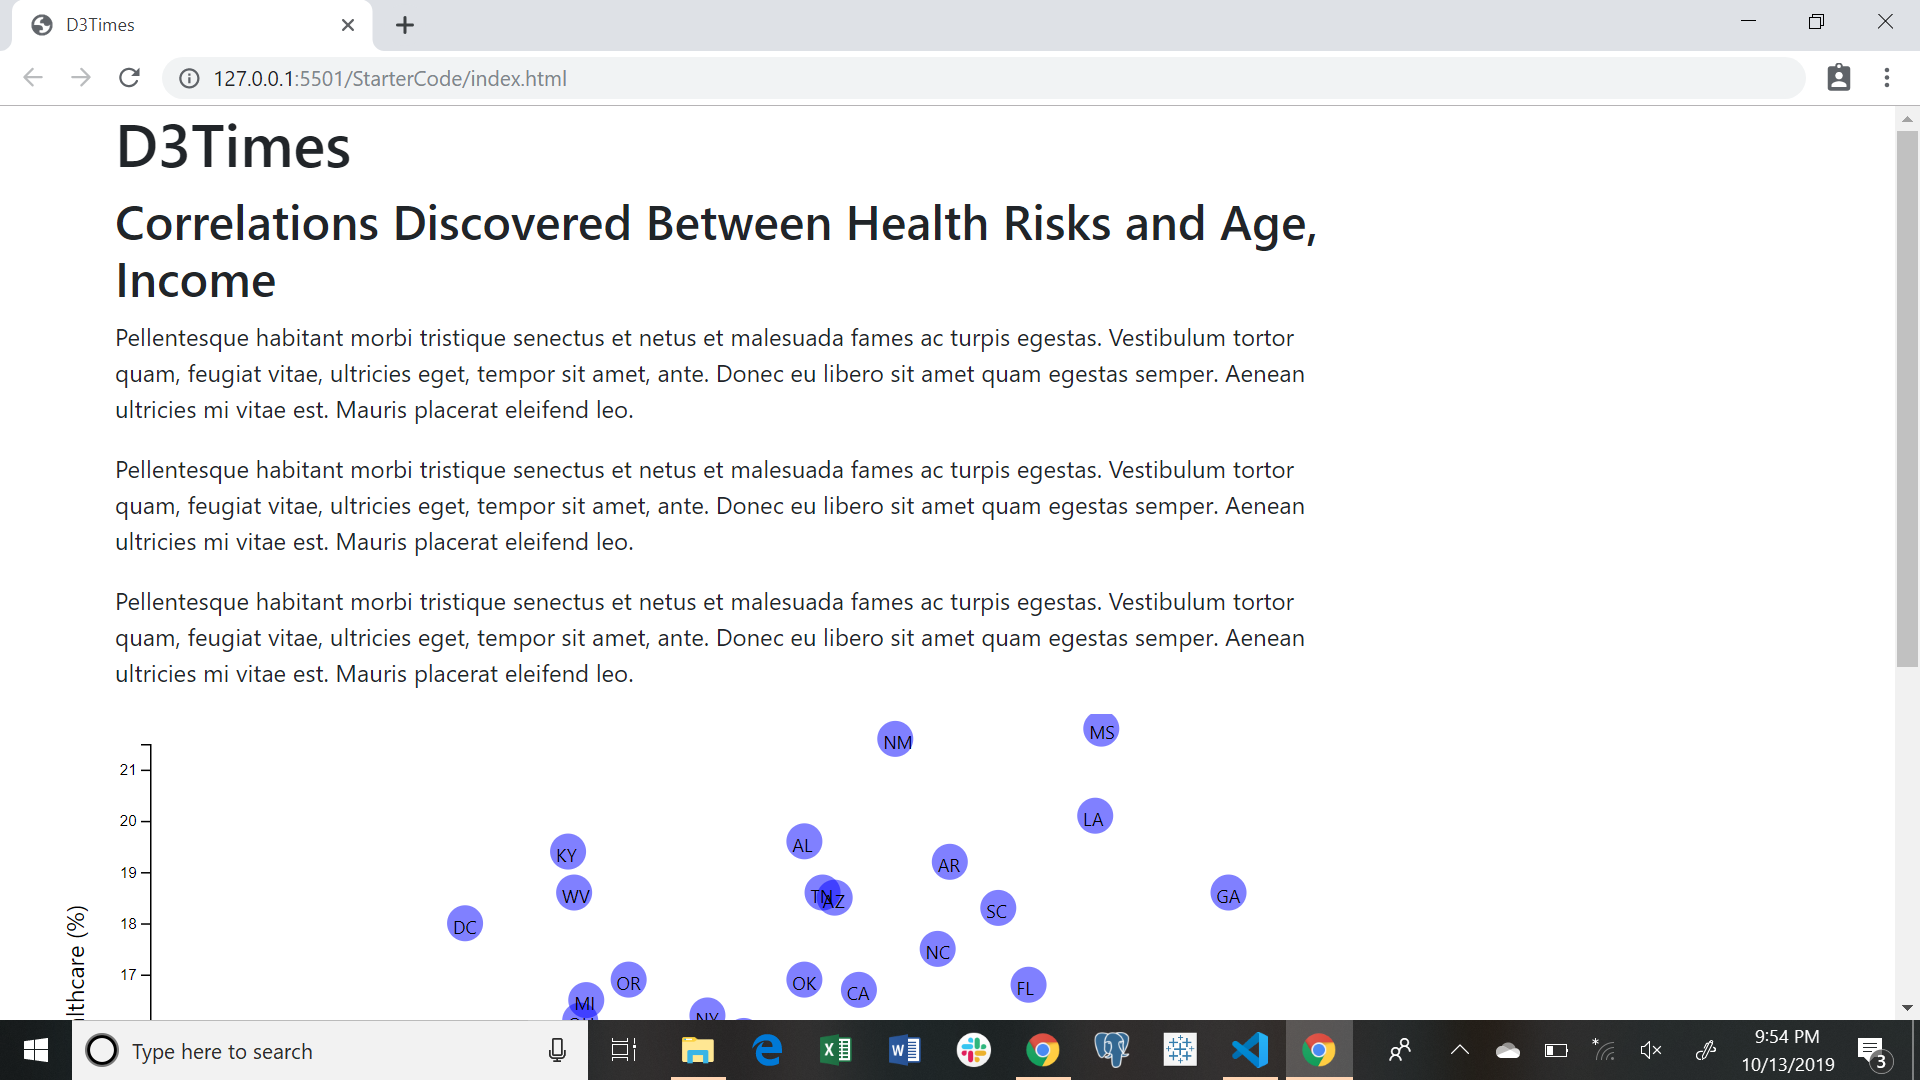 D3Times
127.0.0.1:5501/StarterCode/index.html
D3Times
Correlations Discovered Between Health Risks and Age,
Income
Pellentesque habitant morbi tristique senectus et netus et malesuada fames ac turpis egestas. Vestibulum tortor
quam, feugiat vitae, ultricies eget, tempor sit amet, ante. Donec eu libero sit amet quam egestas semper. Aenean
ultricies mi vitae est. Mauris placerat eleifend leo.
Pellentesque habitant morbi tristique senectus et netus et malesuada fames ac turpis egestas. Vestibulum tortor
quam, feugiat vitae, ultricies eget, tempor sit amet, ante. Donec eu libero sit amet quam egestas semper. Aenean
ultricies mi vitae est. Mauris placerat eleifend leo.
Pellentesque habitant morbi tristique senectus et netus et malesuada fames ac turpis egestas. Vestibulum tortor
quam, feugiat vitae, ultricies eget, tempor sit amet, ante. Donec eu libero sit amet quam egestas semper. Aenean
ultricies mi vitae est. Mauris placerat eleifend leo.
NM
MS
21
20
LA
KY
AL
AR
19
WV
TN
AZ
GA
DC
SC
18
NC
17
OR
OK
CA
FL
MI
NY
lthcare (%)
Type here to search
9:54 PM
10/13/2019
3